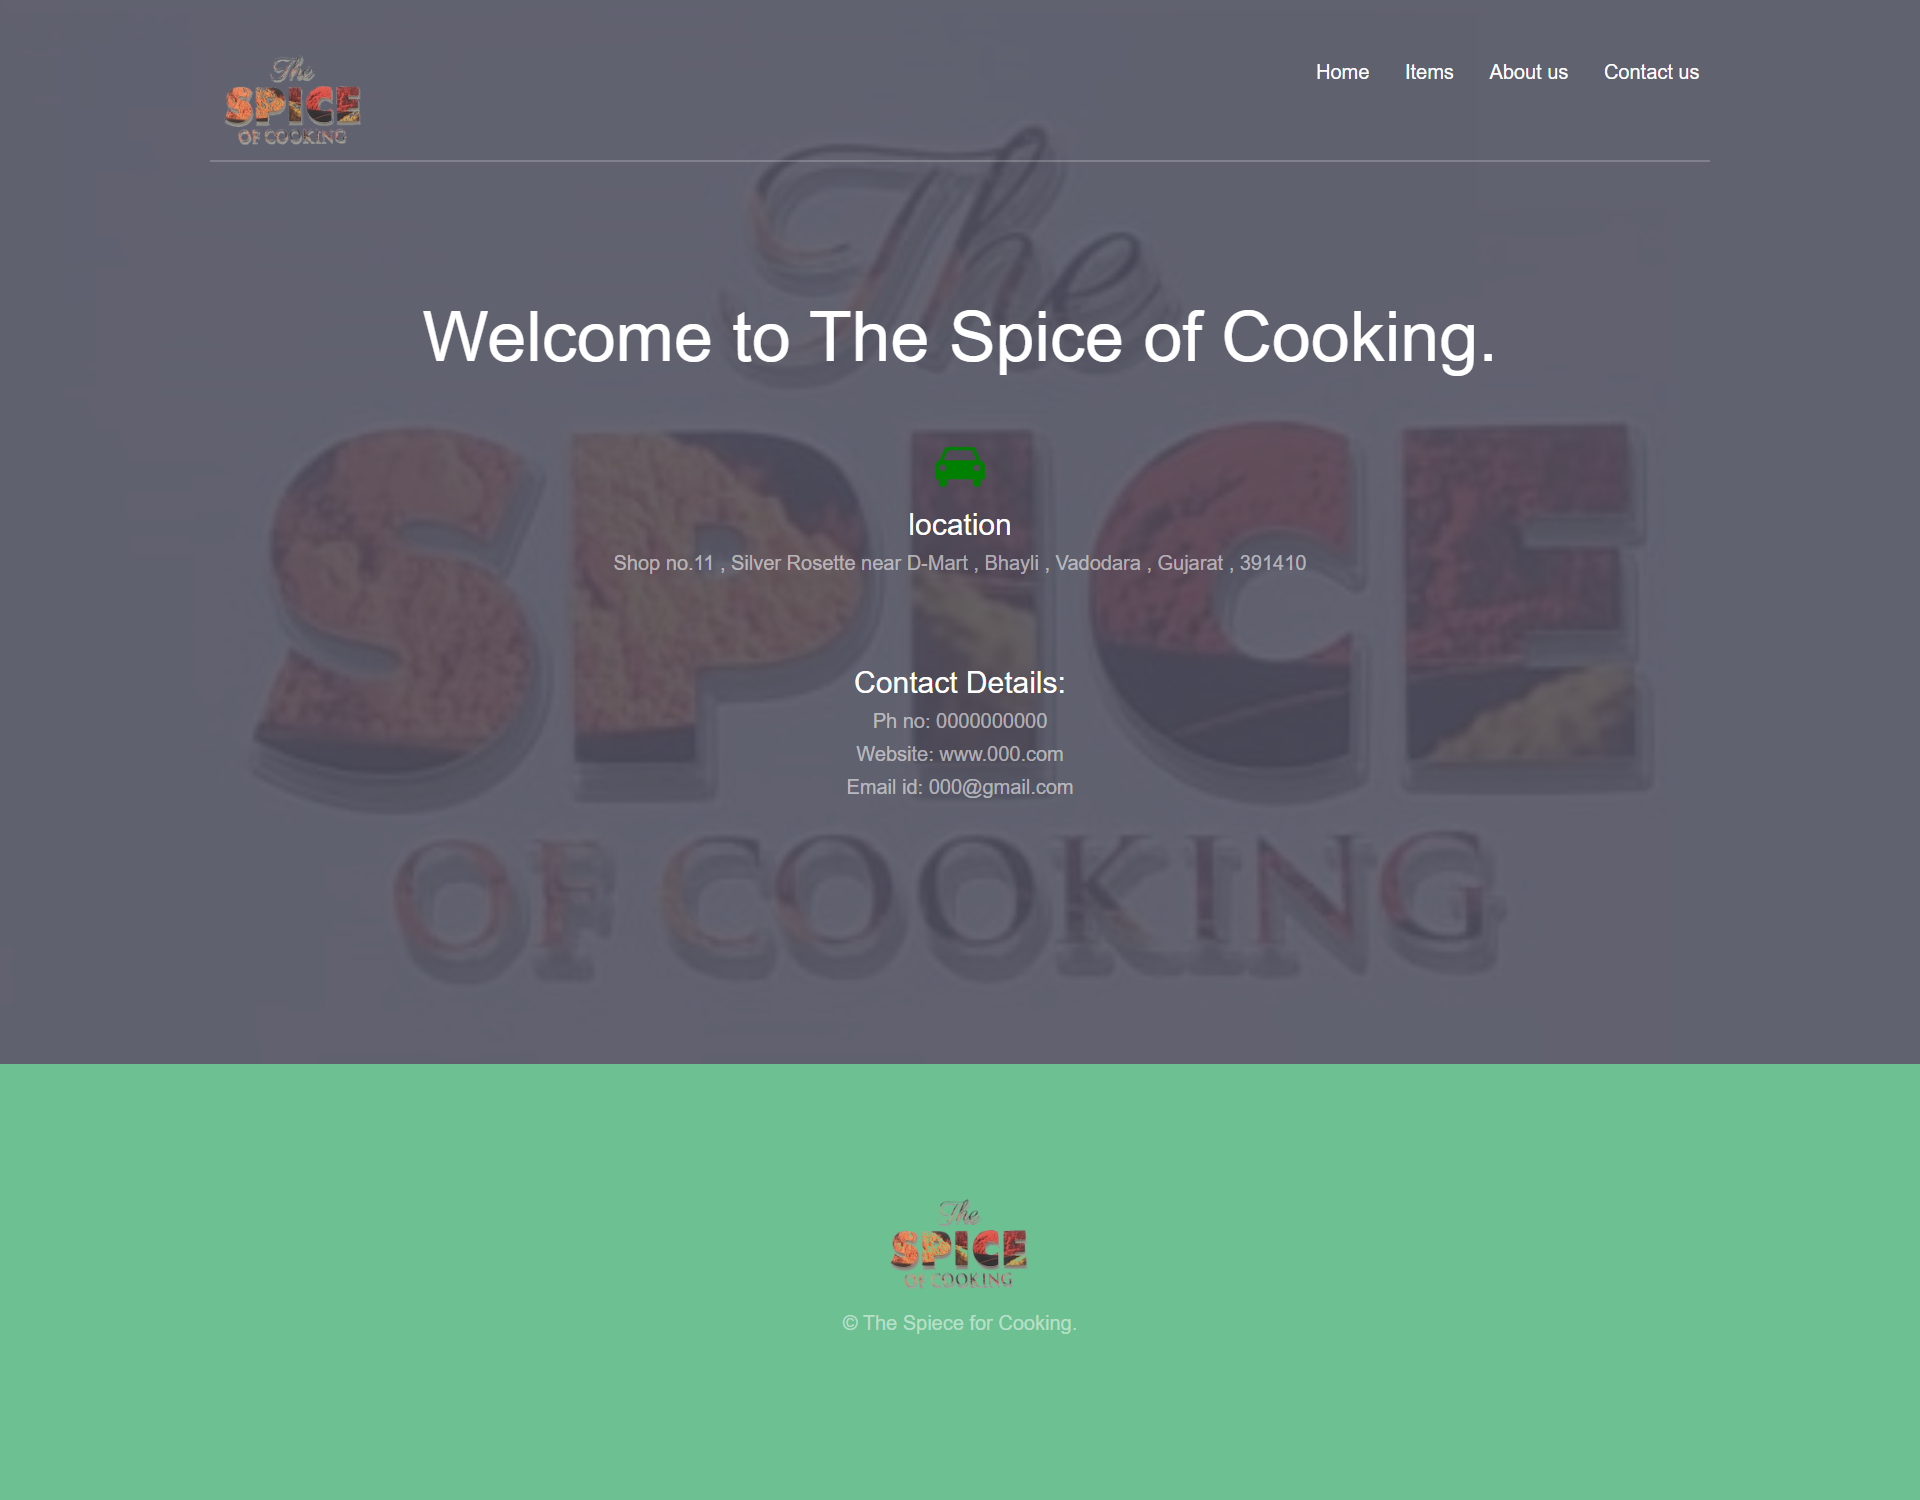 The
SPICE
OF COOKING
Home Items About us Contact us
The
Welcome to The Spice of Cooking.
SPICE
location
Shop no.11 , Silver Rosette near D-Mart , Bhayli , Vadodara , Gujarat , 391410
Contact Details:
Ph no: 0000000000
Website: www.000.com
Email id: 000@gmail.com
OF COOKING
The
SPICE
OF COOKING
© The Spiece for Cooking.